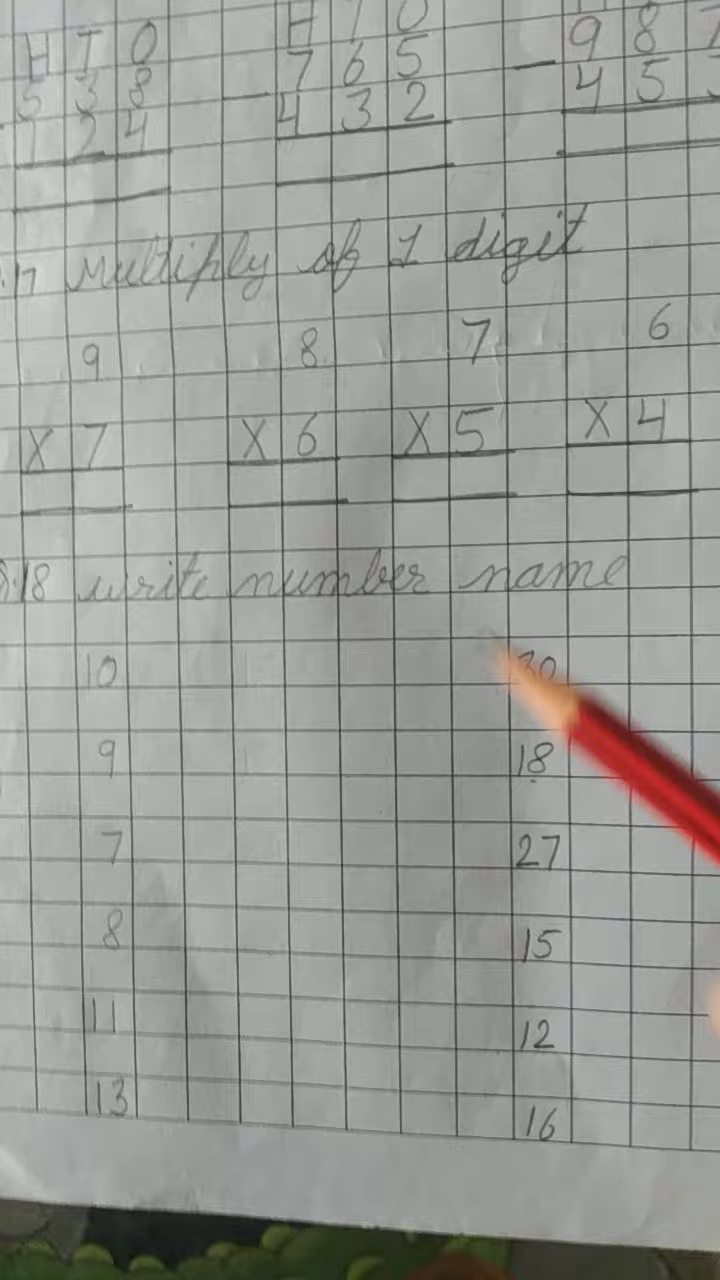 H T O H T O
5 3 8 7 6 5 9 8 7
1 2 4 - 4 3 2 - 4 5
.17 Multiply of 1 digit
9 8 7 6
X 7 X 6 X 5 X 4
.18 write number name
10
9 18
7 27
8 15
11 12
13 16